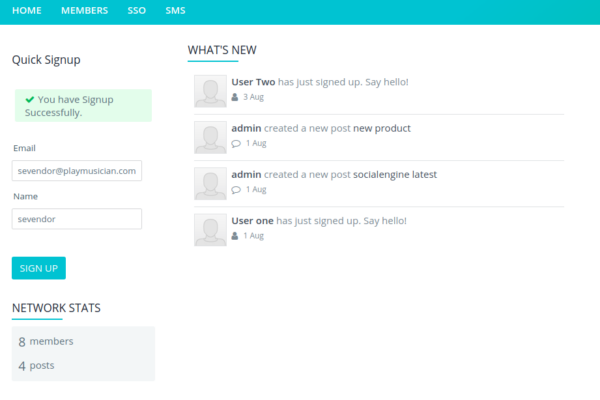 HOME MEMBERS SSO SMS
Quick Signup
You have Signup
Successfully.
Email
sevendor@playmusician.com
Name
sevendor
SIGN UP
NETWORK STATS
8 members
4 posts
WHAT'S NEW
User Two has just signed up. Say hello!
3 Aug
admin created a new post new product
1 Aug
admin created a new post socialengine latest
1 Aug
User one has just signed up. Say hello!
1 Aug